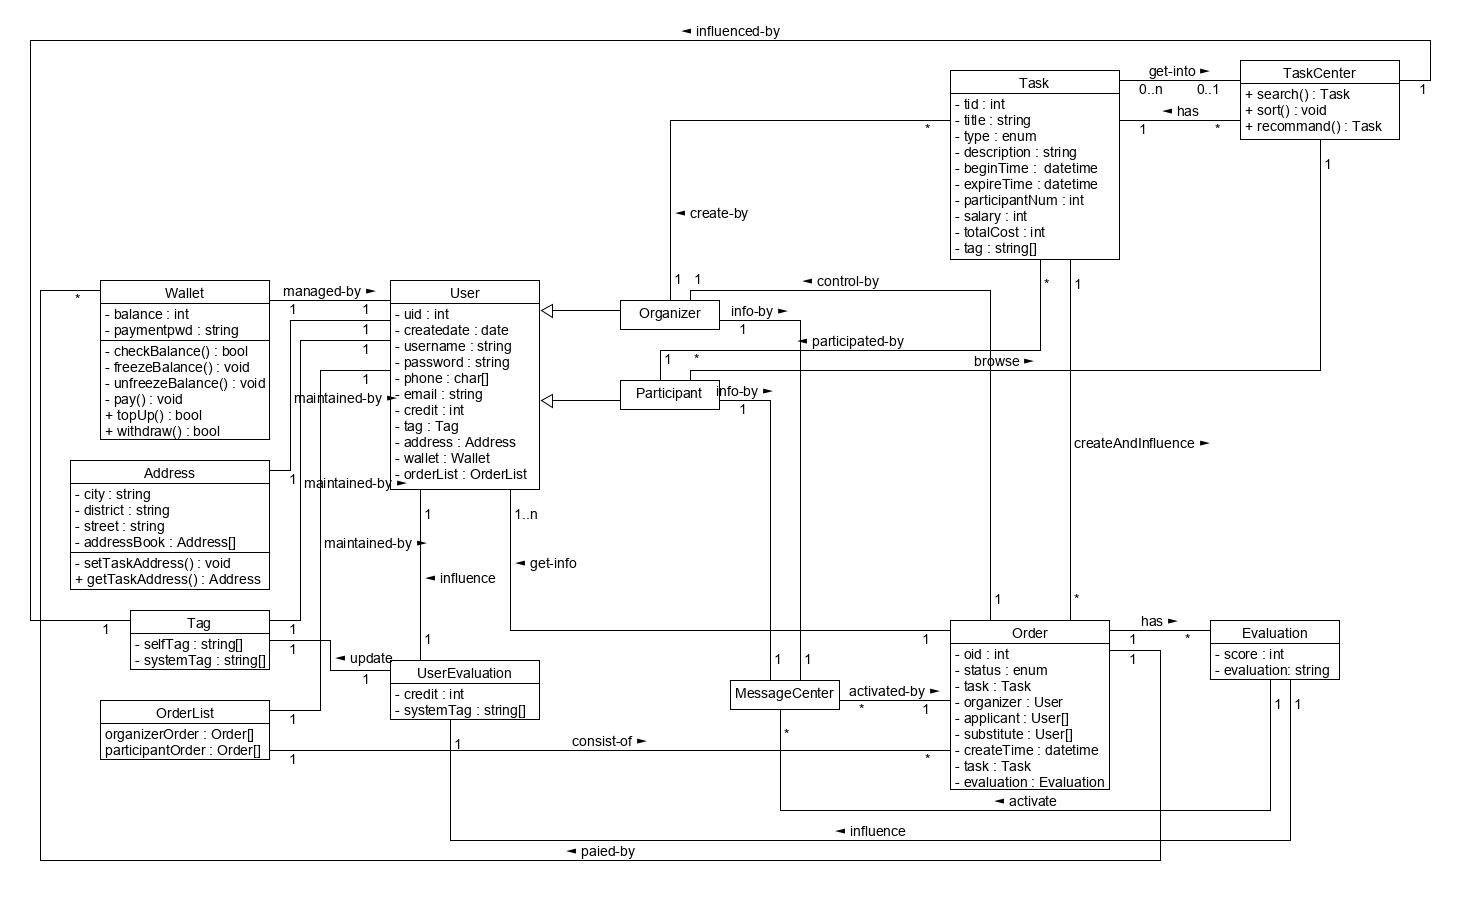 ◄ influenced-by
Task
- tid : int
- title : string
- type : enum
- description : string
- beginTime :  datetime
- expireTime : datetime
- participantNum : int
- salary : int
- totalCost : int
- tag : string[]
get-into ►
0..n
0..1
◄ has
1
*
TaskCenter
+ search() : Task
+ sort() : void
+ recommand() : Task
1
1
*
◄ create-by
1
1
◄ control-by
*
1
Wallet
- balance : int
- paymentpwd : string
- checkBalance() : bool
- freezeBalance() : void
- unfreezeBalance() : void
- pay() : void
+ topUp() : bool
+ withdraw() : bool
*
managed-by ►
1
1
1
1
1
User
- uid : int
- createdate : date
- username : string
- password : string
- phone : char[]
- email : string
- credit : int
- tag : Tag
- address : Address
- wallet : Wallet
- orderList : OrderList
Organizer
info-by ►
1
◄ participated-by
1
*
browse ►
Participant
info-by ►
1
maintained-by ►
createAndInfluence ►
Address
- city : string
- district : string
- street : string
- addressBook : Address[]
- setTaskAddress() : void
+ getTaskAddress() : Address
1
maintained-by ►
1
1..n
maintained-by ►
◄ get-info
◄ influence
1
*
Tag
- selfTag : string[]
- systemTag : string[]
1
1
1
1
◄ update
1
UserEvaluation
- credit : int
- systemTag : string[]
1
1
1
1
MessageCenter
activated-by ►
*
1
*
Order
- oid : int
- status : enum
- task : Task
- organizer : User
- applicant : User[]
- substitute : User[]
- createTime : datetime
- task : Task
- evaluation : Evaluation
has ►
1
*
1
Evaluation
- score : int
- evaluation: string
1
1
OrderList
organizerOrder : Order[]
participantOrder : Order[]
1
1
consist-of ►
*
◄ activate
◄ influence
◄ paied-by